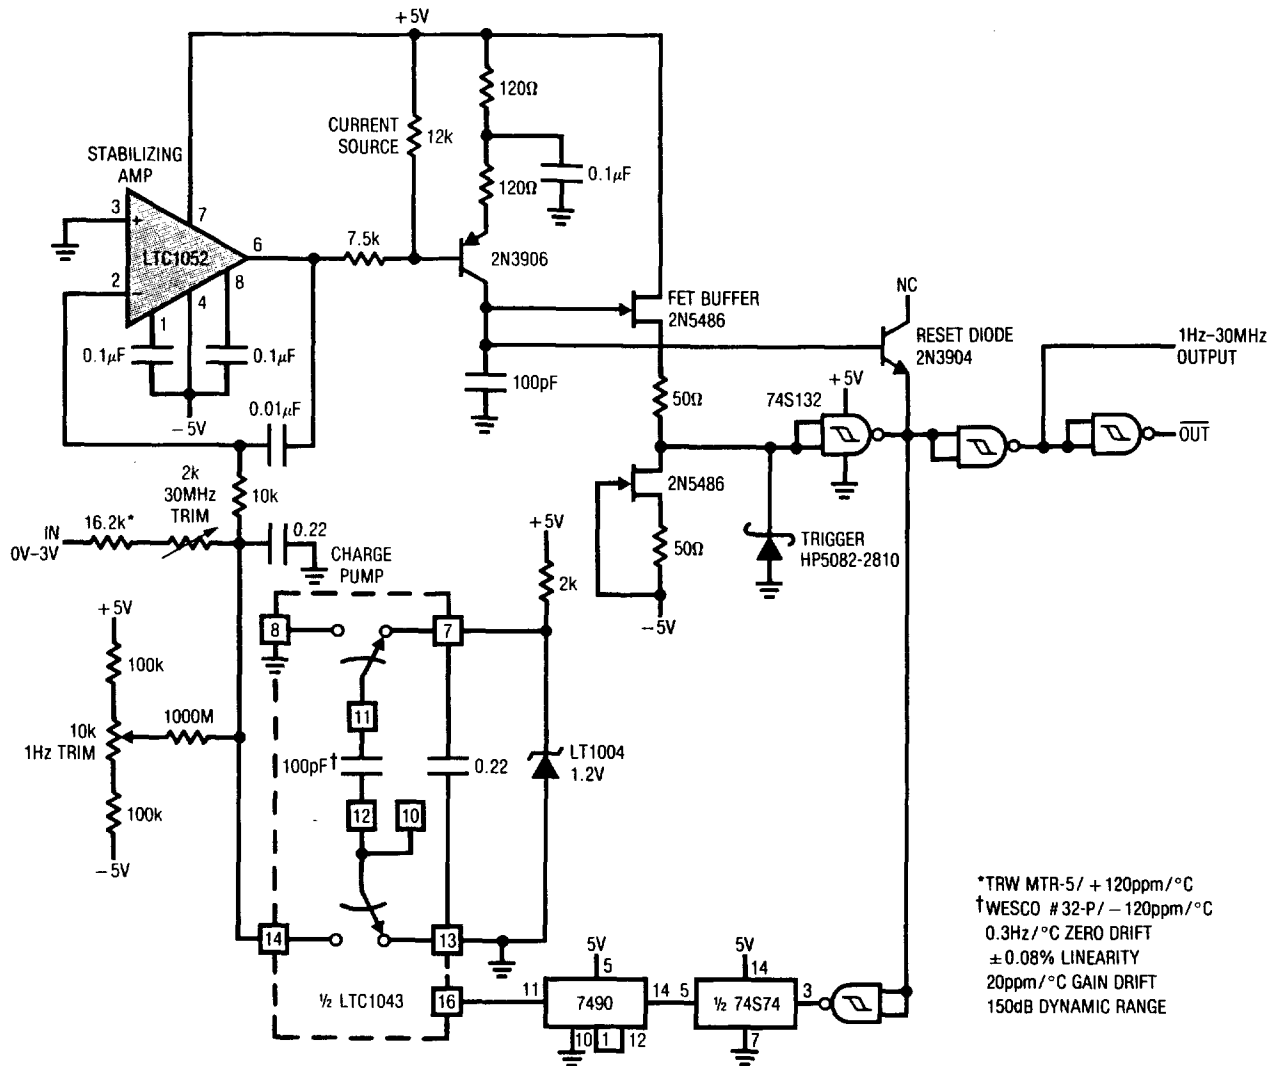 +5V
120Ω
CURRENT
SOURCE
12k
STABILIZING
AMP
120Ω
0.1µF
3
+
7
LTC1052
6
7.5k
2N3906
2
−
8
4
1
NC
FET BUFFER
2N5486
RESET DIODE
2N3904
1Hz-30MHz
OUTPUT
0.1µF
0.1µF
100pF
+5V
74S132
50Ω
−5V
0.01µF
OUT
2k
30MHz
TRIM
10k
2N5486
16.2k*
IN
0V-3V
0.22
+5V
TRIGGER
HP5082-2810
CHARGE
PUMP
50Ω
2k
+5V
8
7
−5V
100k
11
1000M
10k
1Hz TRIM
100pF†
0.22
LT1004
1.2V
12
10
100k
−5V
*TRW MTR-5/ +120ppm/°C
†WESCO #32-P/ −120ppm/°C
0.3Hz/°C ZERO DRIFT
±0.08% LINEARITY
20ppm/°C GAIN DRIFT
150dB DYNAMIC RANGE
14
13
5V
5V
5
14
½ LTC1043
16
11
7490
14
5
½ 74S74
3
10
1
12
7